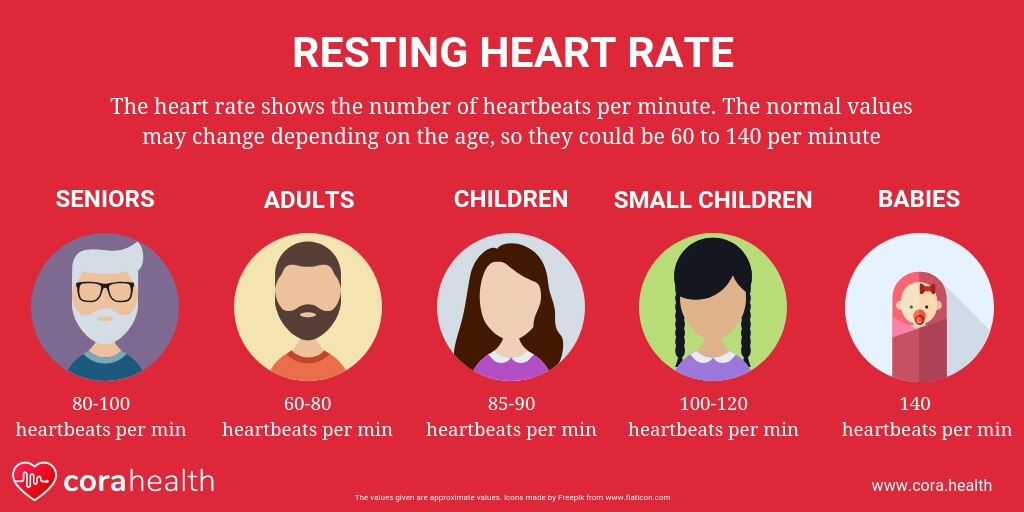 RESTING HEART RATE
The heart rate shows the number of heartbeats per minute. The normal values
may change depending on the age, so they could be 60 to 140 per minute
SENIORS
ADULTS
CHILDREN
SMALL CHILDREN
BABIES
80-100
heartbeats per min
60-80
heartbeats per min
85-90
heartbeats per min
100-120
heartbeats per min
140
heartbeats per min
corahealth
The values given are approximate values. Icons made by Freepik from www.flaticon.com
www.cora.health